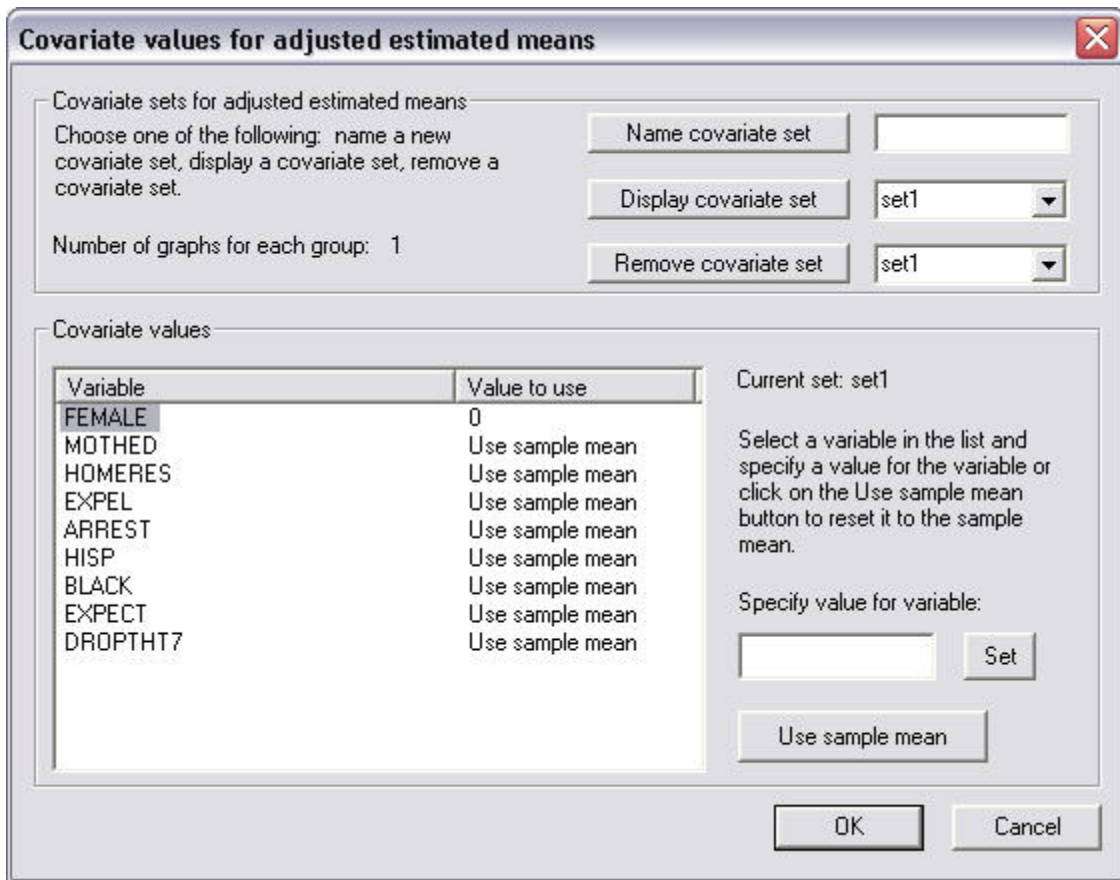 Covariate values for adjusted estimated means
Covariate sets for adjusted estimated means
Choose one of the following: name a new
covariate set, display a covariate set, remove a
covariate set.
Number of graphs for each group: 1
Name covariate set
Display covariate set
set1
Remove covariate set
set1
Covariate values
Variable Value to use
FEMALE 0
MOTHED Use sample mean
HOMERES Use sample mean
EXPEL Use sample mean
ARREST Use sample mean
HISP Use sample mean
BLACK Use sample mean
EXPECT Use sample mean
DROPTHT7 Use sample mean
Current set: set1
Select a variable in the list and
specify a value for the variable or
click on the Use sample mean
button to reset it to the sample
mean.
Specify value for variable:
Set
Use sample mean
OK
Cancel